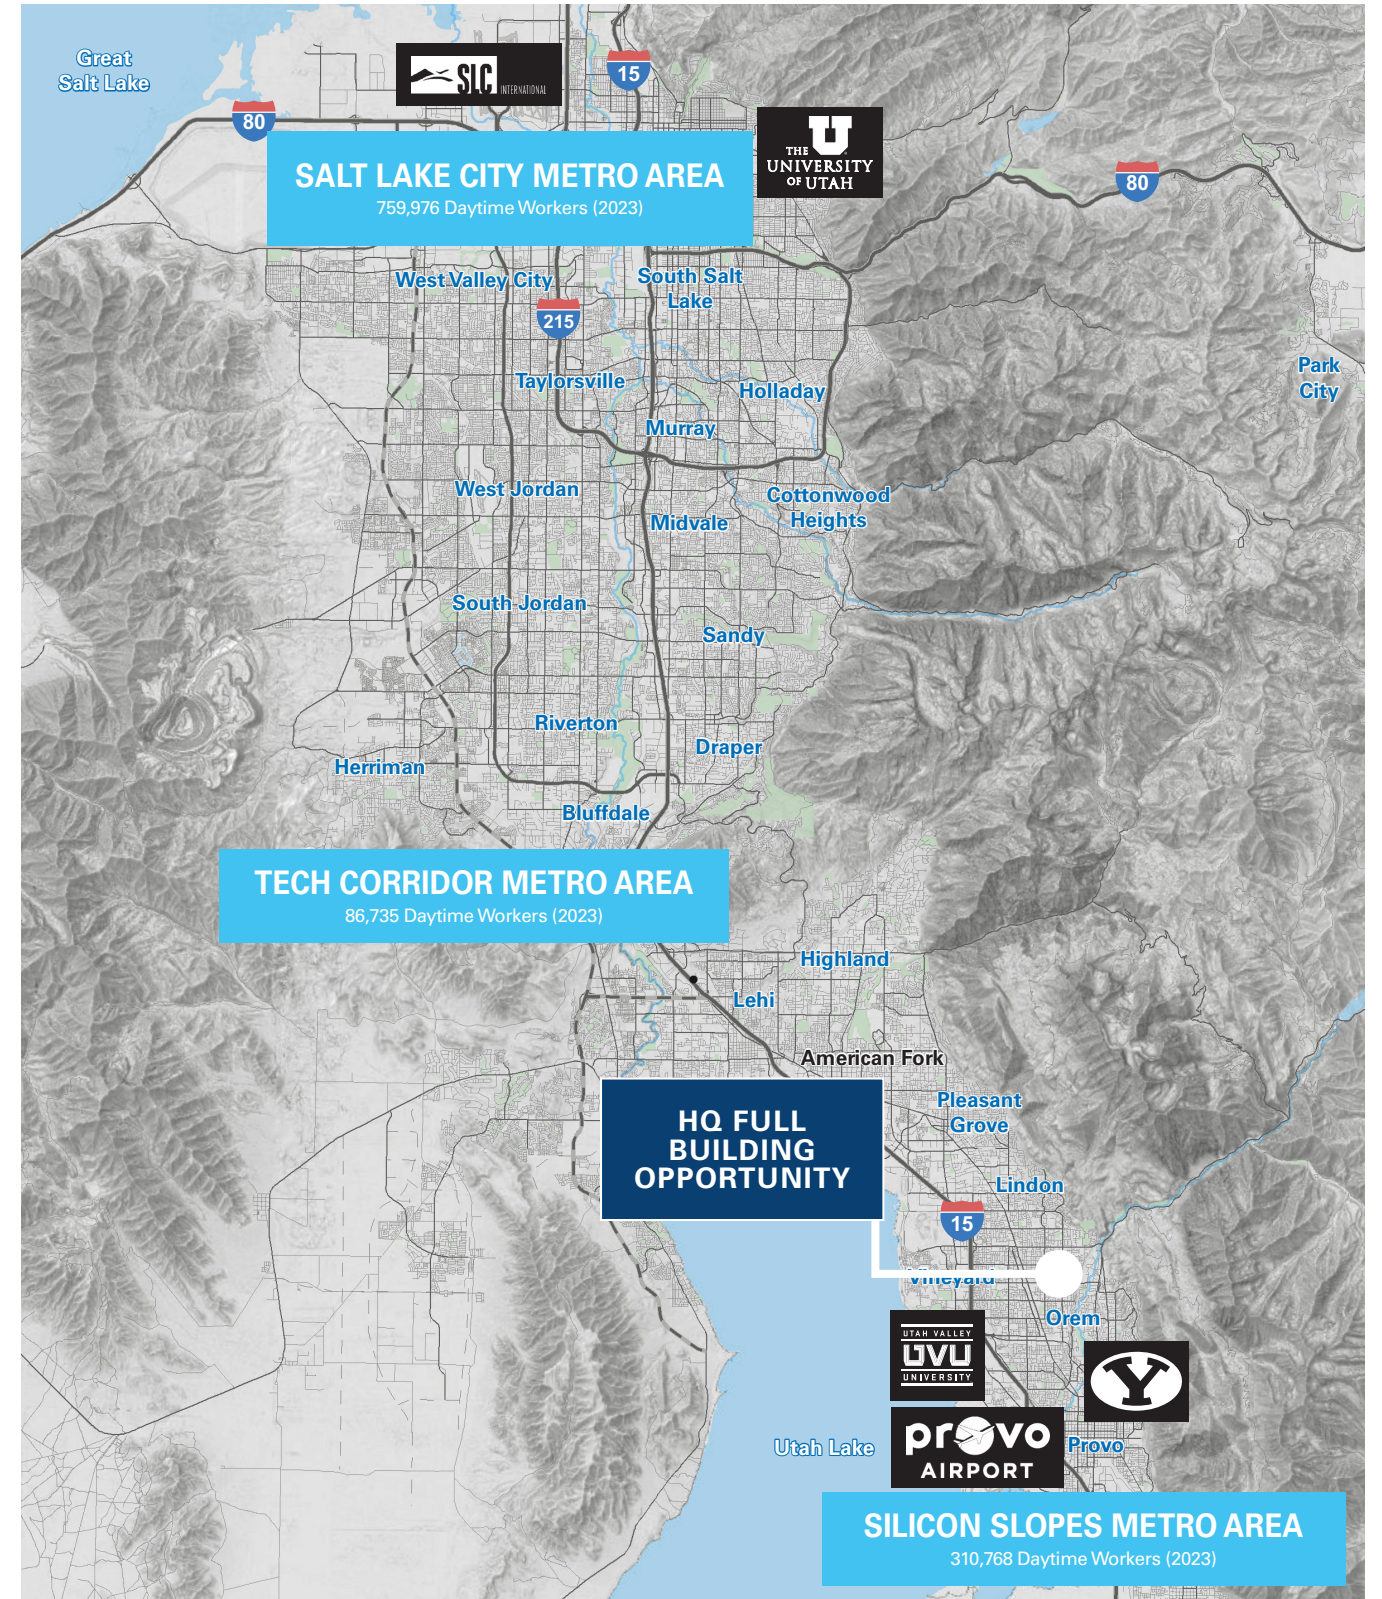 Great
Salt Lake
SLC
INTERNATIONAL
15
80
THE
U
UNIVERSITY
OF UTAH
SALT LAKE CITY METRO AREA
759,976 Daytime Workers (2023)
80
West Valley City
South Salt
Lake
215
Park
City
Taylorsville
Holladay
Murray
West Jordan
Cottonwood
Heights
Midvale
South Jordan
Sandy
Riverton
Draper
Herriman
Bluffdale
TECH CORRIDOR METRO AREA
86,735 Daytime Workers (2023)
Highland
Lehi
American Fork
Pleasant
Grove
HQ FULL
BUILDING
OPPORTUNITY
Lindon
15
Vineyard
Orem
UTAH VALLEY
UVU
UNIVERSITY
Y
provo
AIRPORT
Utah Lake
Provo
SILICON SLOPES METRO AREA
310,768 Daytime Workers (2023)